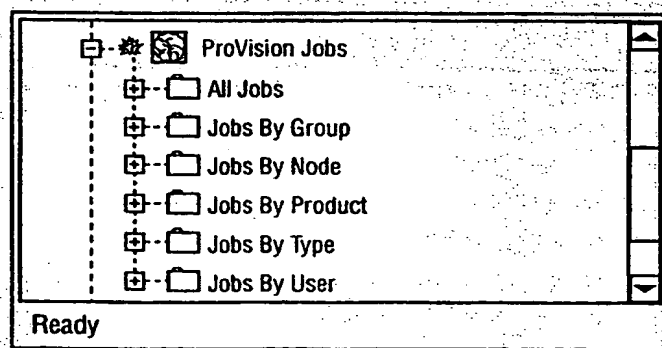 ProVision Jobs
All Jobs
Jobs By Group
Jobs By Node
Jobs By Product
Jobs By Type
Jobs By User
Ready